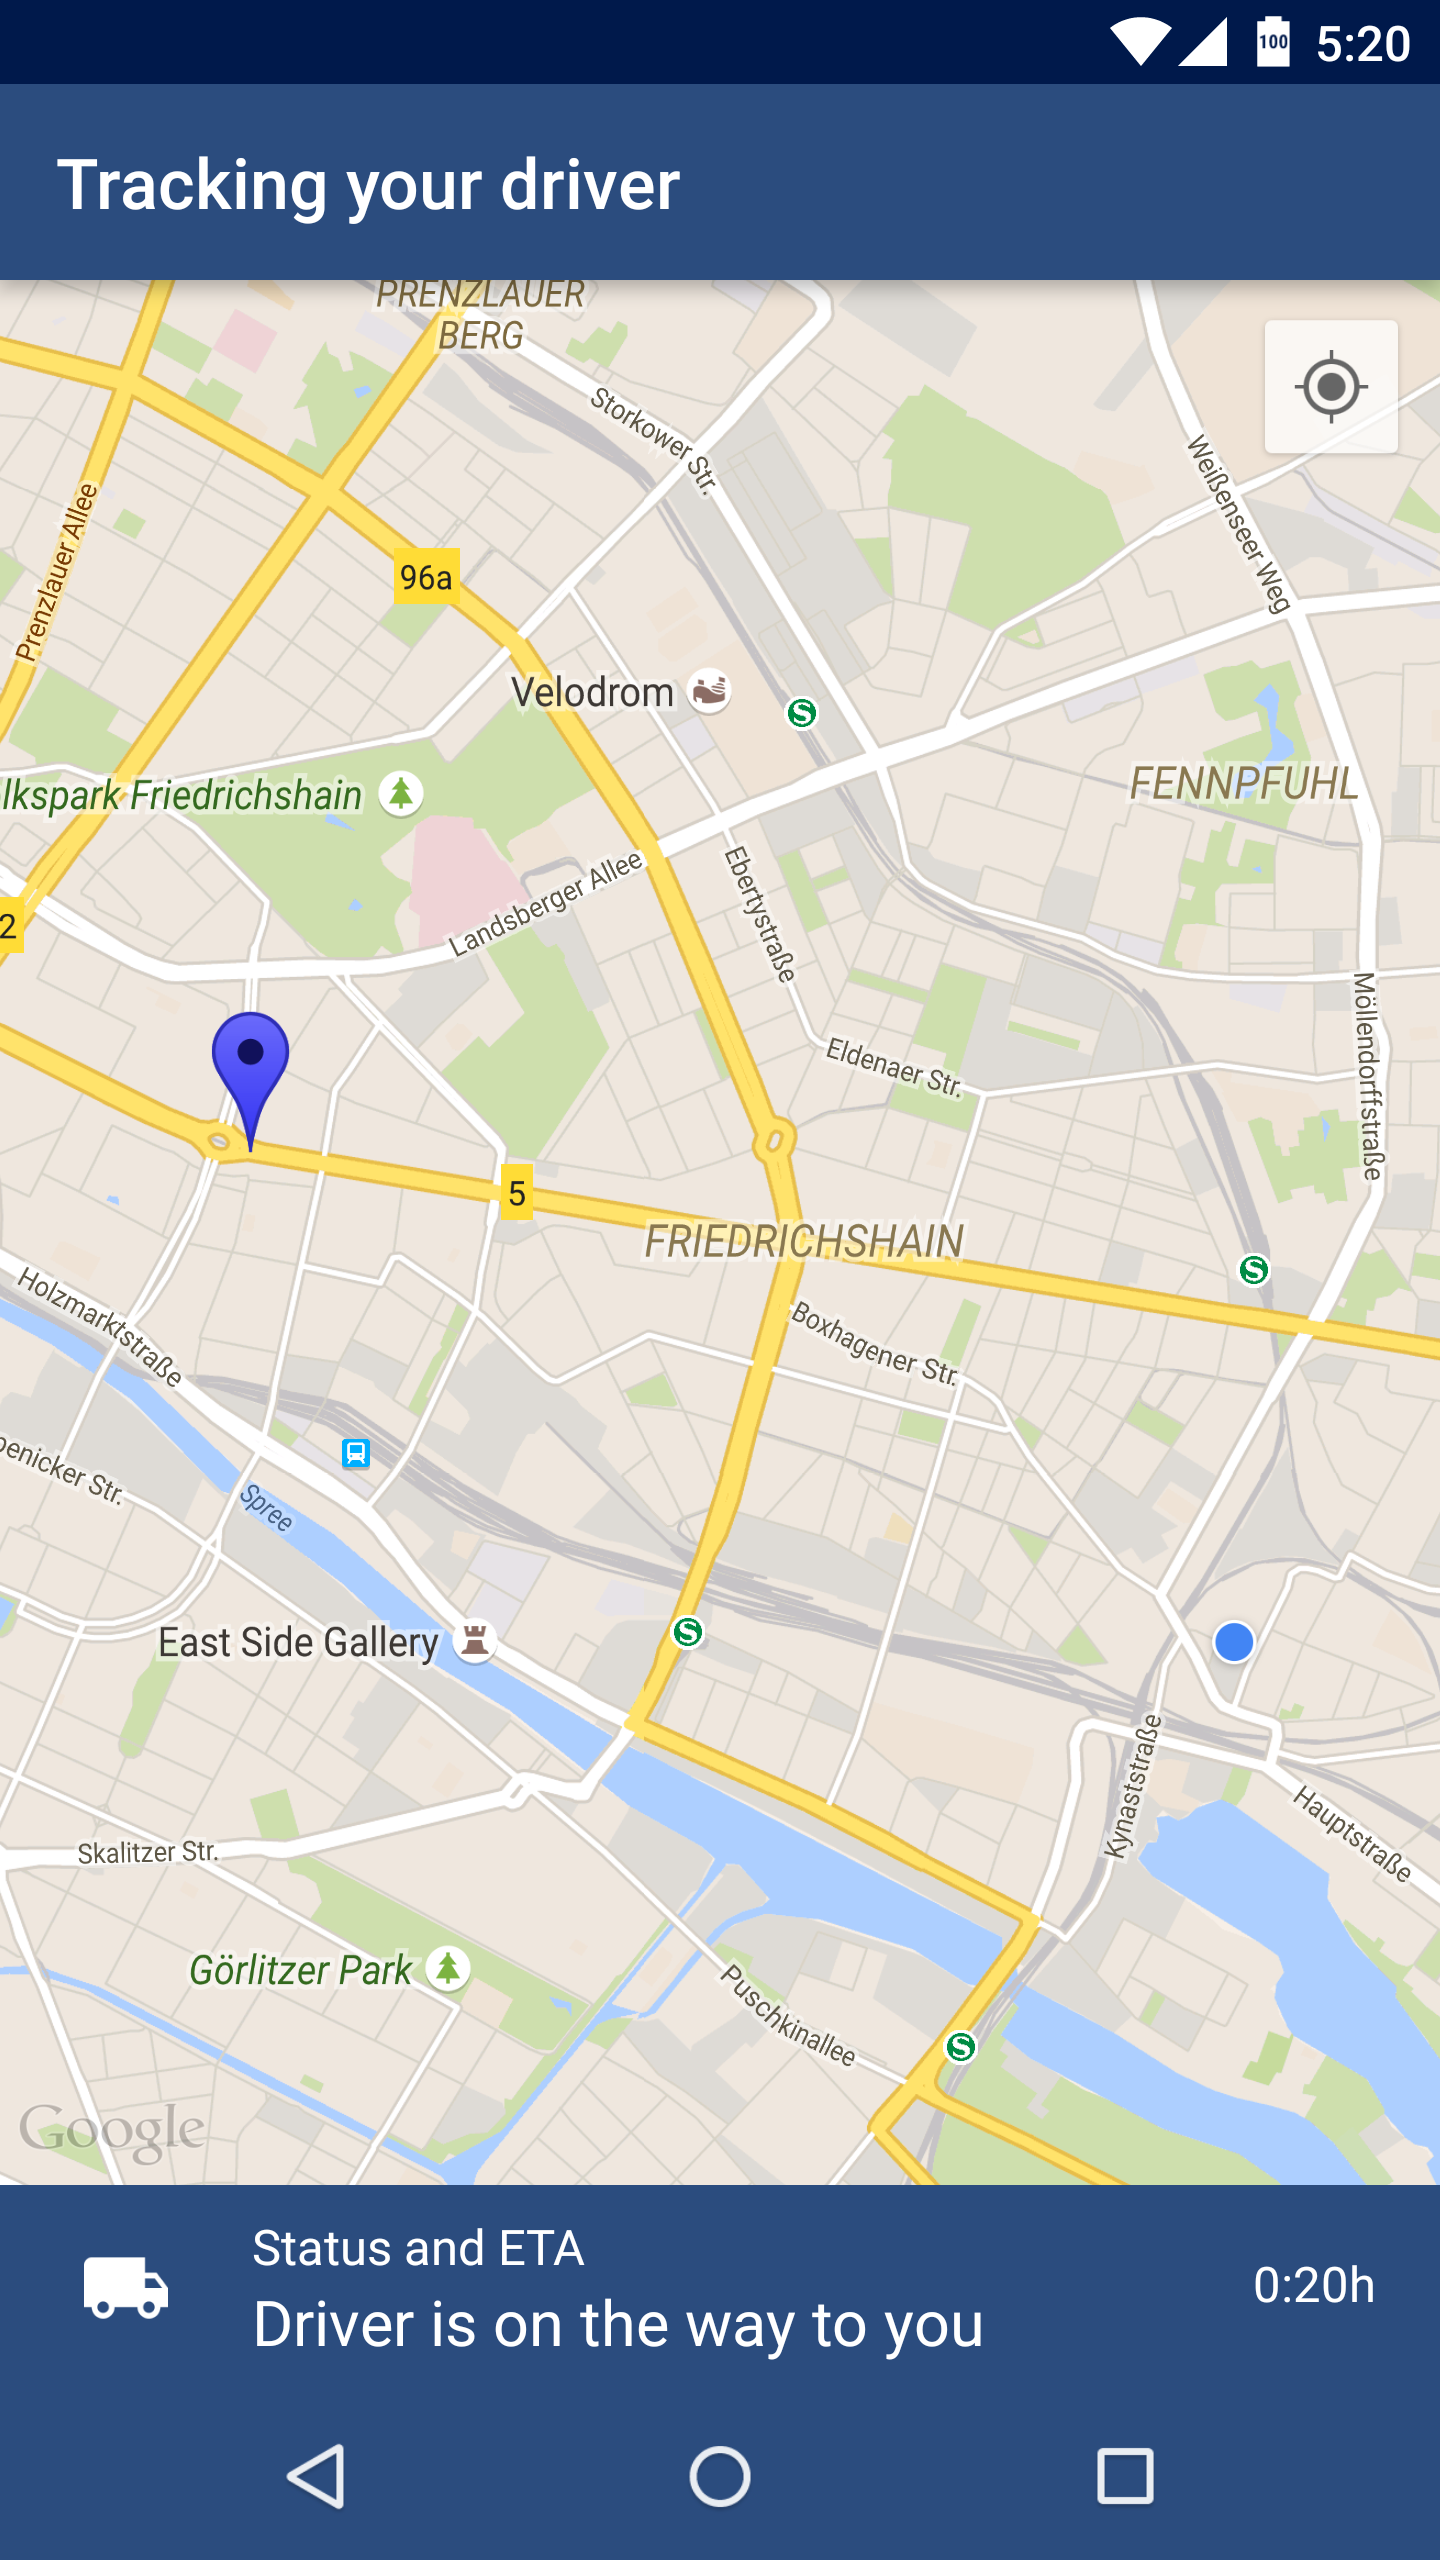 100 5:20
Tracking your driver
PRENZLAUER
BERG
Storkower Str.
Weißenseer Weg
Prenzlauer Allee
96a
Velodrom
S
FENNPFUHL
lkspark Friedrichshain
Landsberger Allee
Ebertystraße
2
Möllendorffstraße
Eldenaer Str.
5
FRIEDRICHSHAIN
S
Holzmarktstraße
Boxhagener Str.
penicker Str.
Spree
East Side Gallery
S
Kynaststraße
Hauptstraße
Skalitzer Str.
Görlitzer Park
Puschkinallee
S
Google
Status and ETA
Driver is on the way to you
0:20h